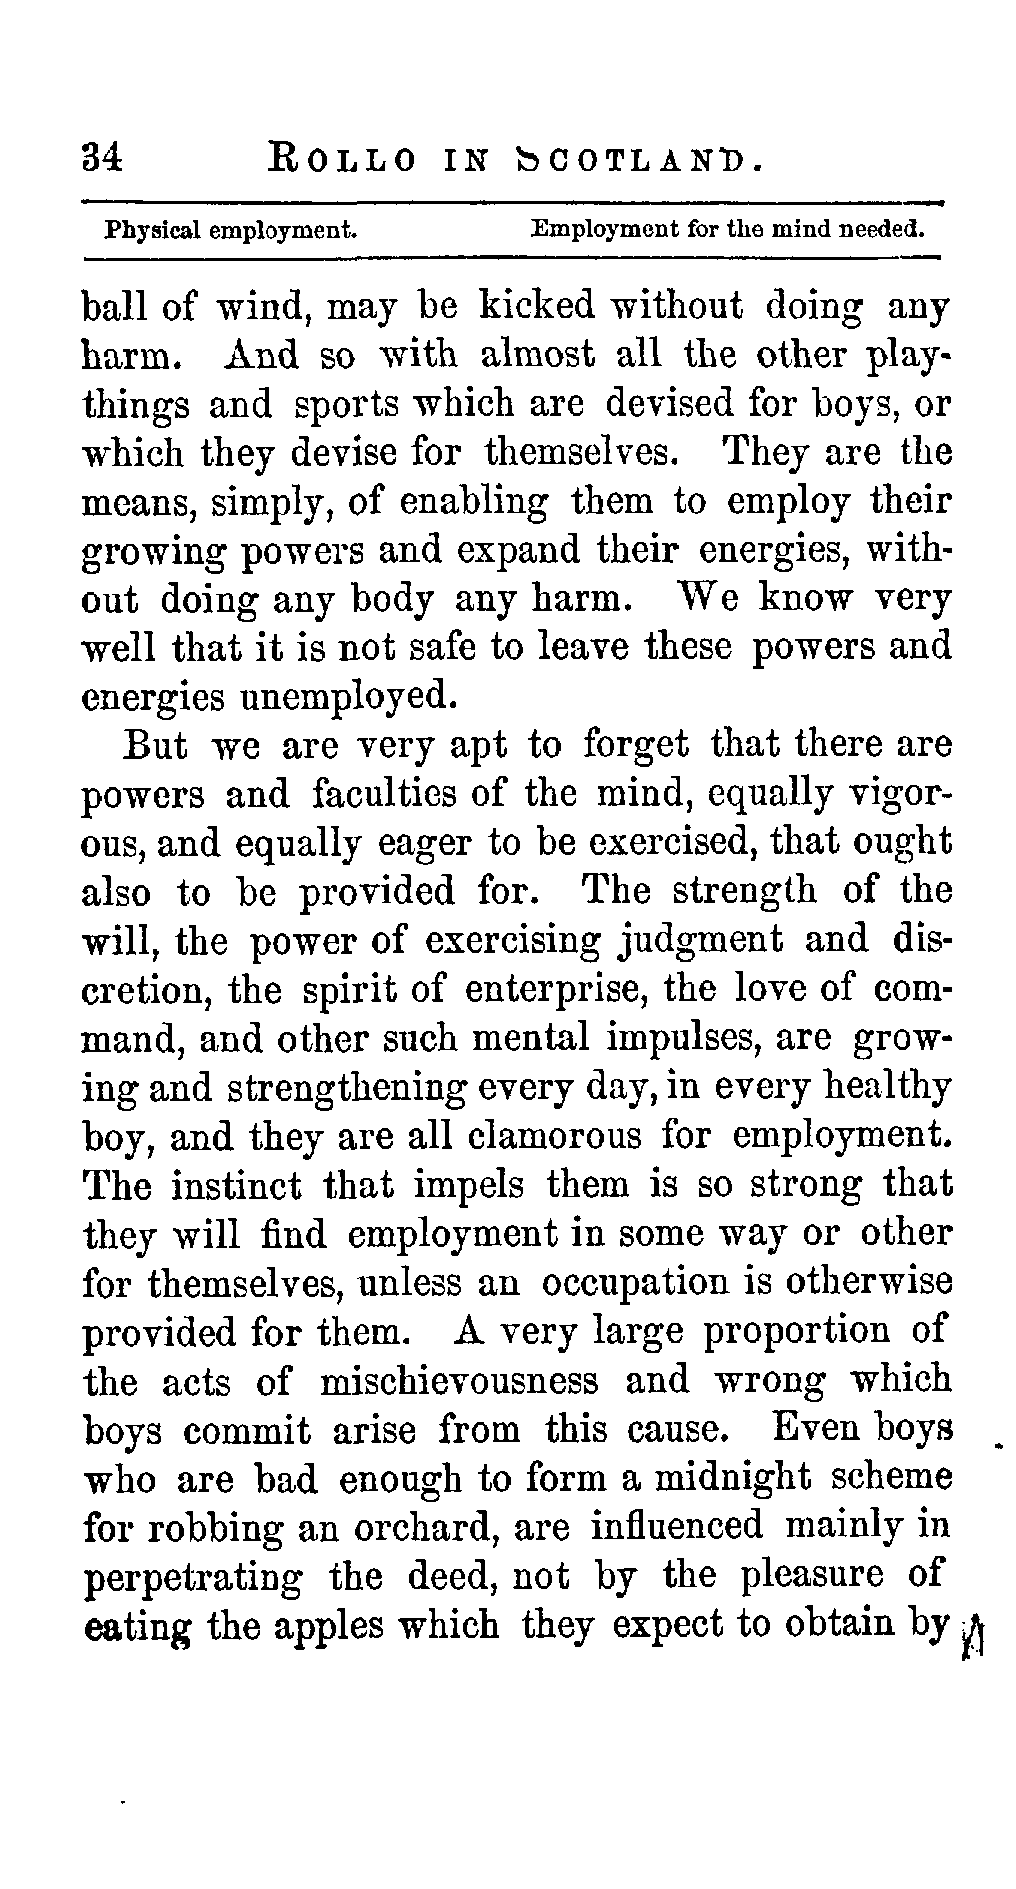 34 ROLLO IN SCOTLAND.
Physical employment. Employment for the mind needed.
ball of wind, may be kicked without doing any
harm. And so with almost all the other play-
things and sports which are devised for boys, or
which they devise for themselves. They are the
means, simply, of enabling them to employ their
growing powers and expand their energies, with-
out doing any body any harm. We know very
well that it is not safe to leave these powers and
energies unemployed.
But we are very apt to forget that there are
powers and faculties of the mind, equally vigor-
ous, and equally eager to be exercised, that ought
also to be provided for. The strength of the
will, the power of exercising judgment and dis-
cretion, the spirit of enterprise, the love of com-
mand, and other such mental impulses, are grow-
ing and strengthening every day, in every healthy
boy, and they are all clamorous for employment.
The instinct that impels them is so strong that
they will find employment in some way or other
for themselves, unless an occupation is otherwise
provided for them. A very large proportion of
the acts of mischievousness and wrong which
boys commit arise from this cause. Even boys
who are bad enough to form a midnight scheme
for robbing an orchard, are influenced mainly in
perpetrating the deed, not by the pleasure of
eating the apples which they expect to obtain by